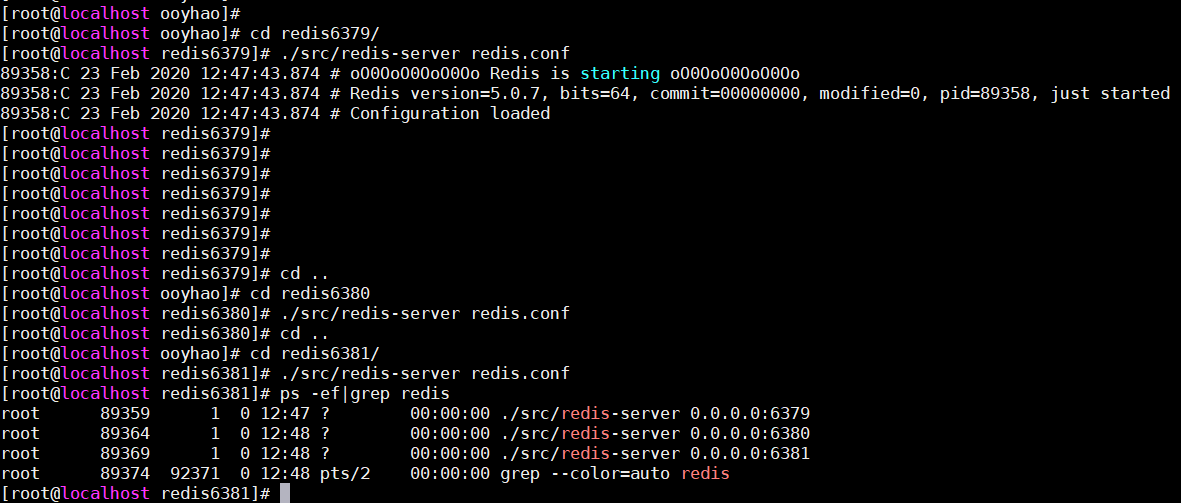 [root@localhost ooyhao]#
[root@localhost ooyhao]# cd redis6379/
[root@localhost redis6379]# ./src/redis-server redis.conf
89358:C 23 Feb 2020 12:47:43.874 # oO0OoO0OoO0Oo Redis is starting oO0OoO0OoO0Oo
89358:C 23 Feb 2020 12:47:43.874 # Redis version=5.0.7, bits=64, commit=00000000, modified=0, pid=89358, just started
89358:C 23 Feb 2020 12:47:43.874 # Configuration loaded
[root@localhost redis6379]#
[root@localhost redis6379]#
[root@localhost redis6379]#
[root@localhost redis6379]#
[root@localhost redis6379]#
[root@localhost redis6379]#
[root@localhost redis6379]#
[root@localhost redis6379]# cd ..
[root@localhost ooyhao]# cd redis6380
[root@localhost redis6380]# ./src/redis-server redis.conf
[root@localhost redis6380]# cd ..
[root@localhost ooyhao]# cd redis6381/
[root@localhost redis6381]# ./src/redis-server redis.conf
[root@localhost redis6381]# ps -ef|grep redis
root      89359      1  0 12:47 ?        00:00:00 ./src/redis-server 0.0.0.0:6379
root      89364      1  0 12:48 ?        00:00:00 ./src/redis-server 0.0.0.0:6380
root      89369      1  0 12:48 ?        00:00:00 ./src/redis-server 0.0.0.0:6381
root      89374  92371  0 12:48 pts/2    00:00:00 grep --color=auto redis
[root@localhost redis6381]#